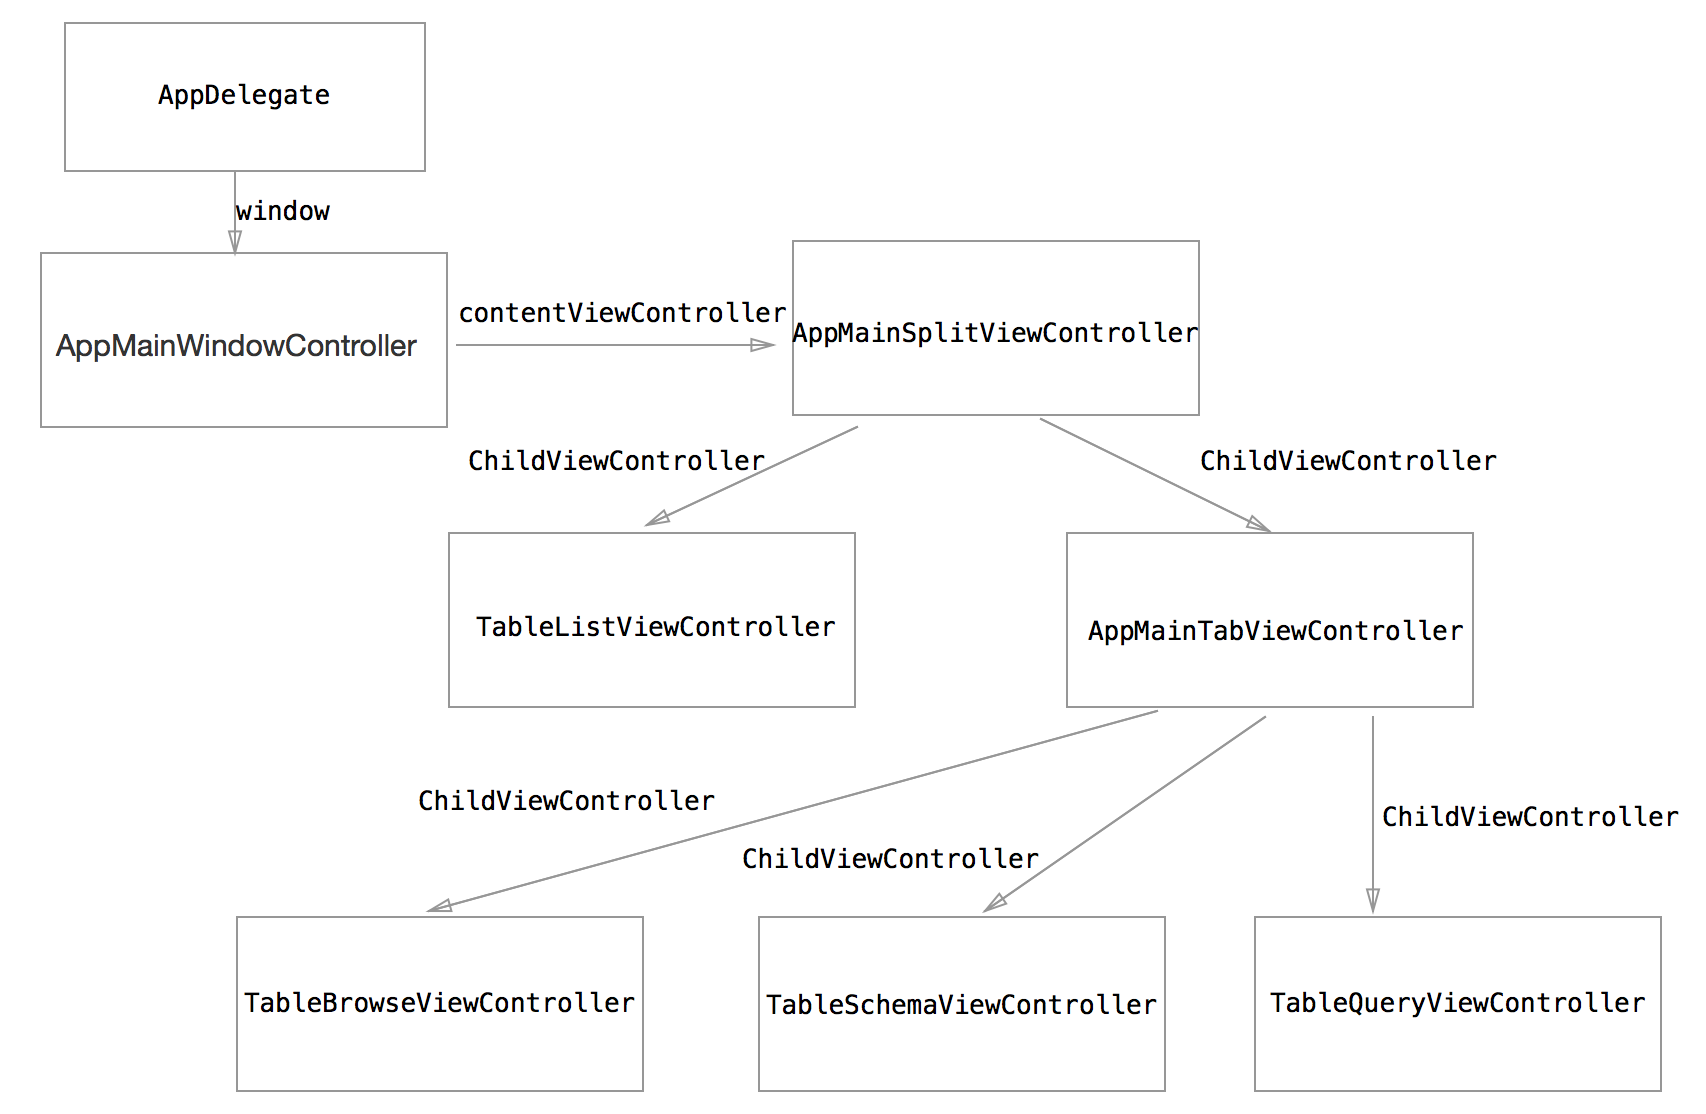 AppDelegate
window
contentViewController
AppMainWindowController
AppMainSplitViewController
ChildViewController
ChildViewController
TableListViewController
AppMainTabViewController
ChildViewController
ChildViewController
ChildViewController
TableBrowseViewController
TableSchemaViewController
TableQueryViewController